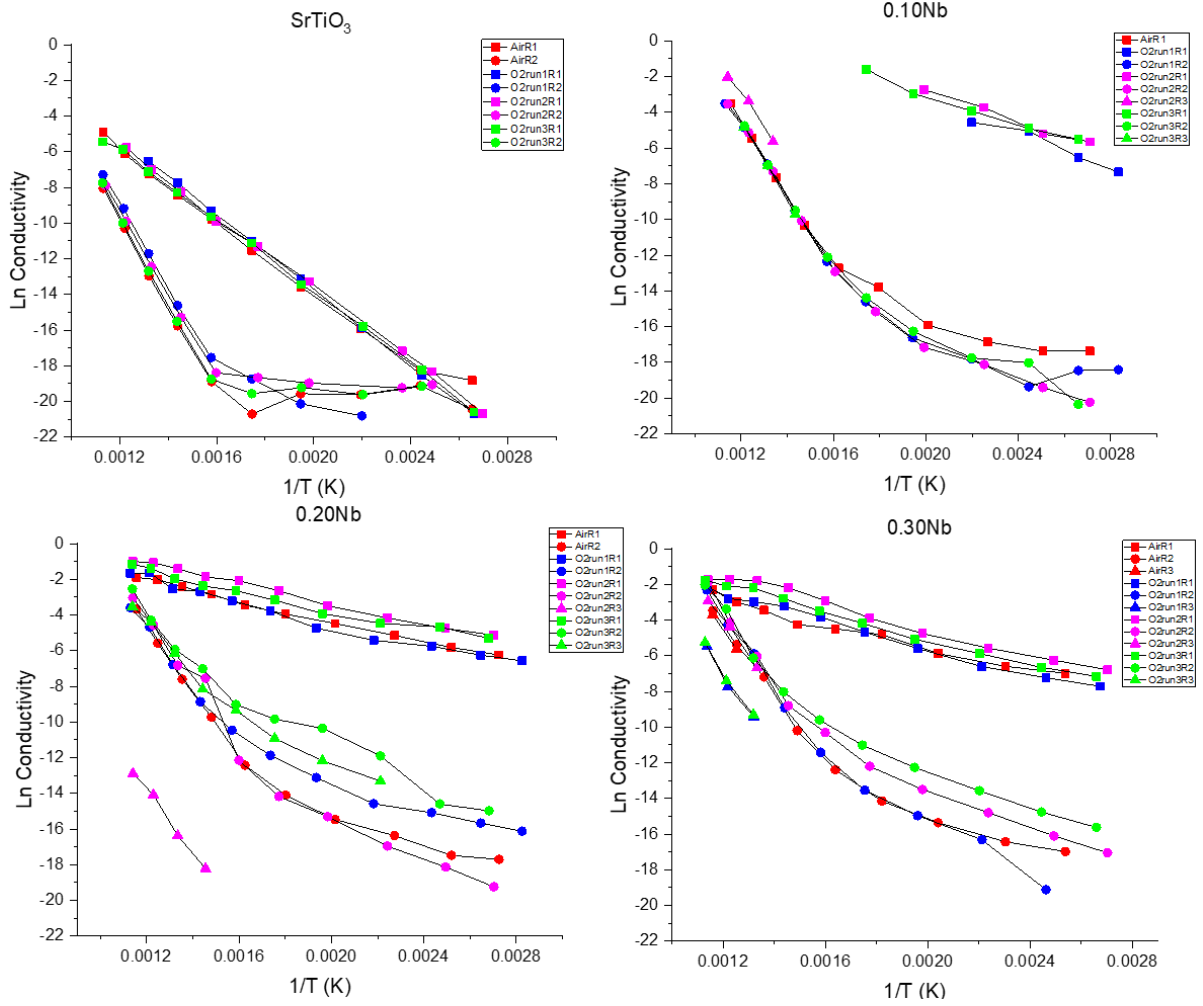 SrTiO₃
0
-2
-4
-6
-8
-10
-12
-14
-16
-18
-20
-22
Ln Conductivity
0.0012 0.0016 0.0020 0.0024 0.0028
1/T (K)
AirR1
AirR2
O2run1R1
O2run1R2
O2run2R1
O2run2R2
O2run3R1
O2run3R2
0.10Nb
0
-2
-4
-6
-8
-10
-12
-14
-16
-18
-20
-22
Ln Conductivity
0.0012 0.0016 0.0020 0.0024 0.0028
1/T (K)
AirR1
O2run1R1
O2run1R2
O2run2R1
O2run2R2
O2run2R3
O2run3R1
O2run3R2
O2run3R3
0.20Nb
0
-2
-4
-6
-8
-10
-12
-14
-16
-18
-20
-22
Ln Conductivity
0.0012 0.0016 0.0020 0.0024 0.0028
1/T (K)
AirR1
AirR2
O2run1R1
O2run1R2
O2run2R1
O2run2R2
O2run2R3
O2run3R1
O2run3R2
O2run3R3
0.30Nb
0
-2
-4
-6
-8
-10
-12
-14
-16
-18
-20
-22
Ln Conductivity
0.0012 0.0016 0.0020 0.0024 0.0028
1/T (K)
AirR1
AirR2
AirR3
O2run1R1
O2run1R2
O2run1R3
O2run2R1
O2run2R2
O2run2R3
O2run3R1
O2run3R2
O2run3R3